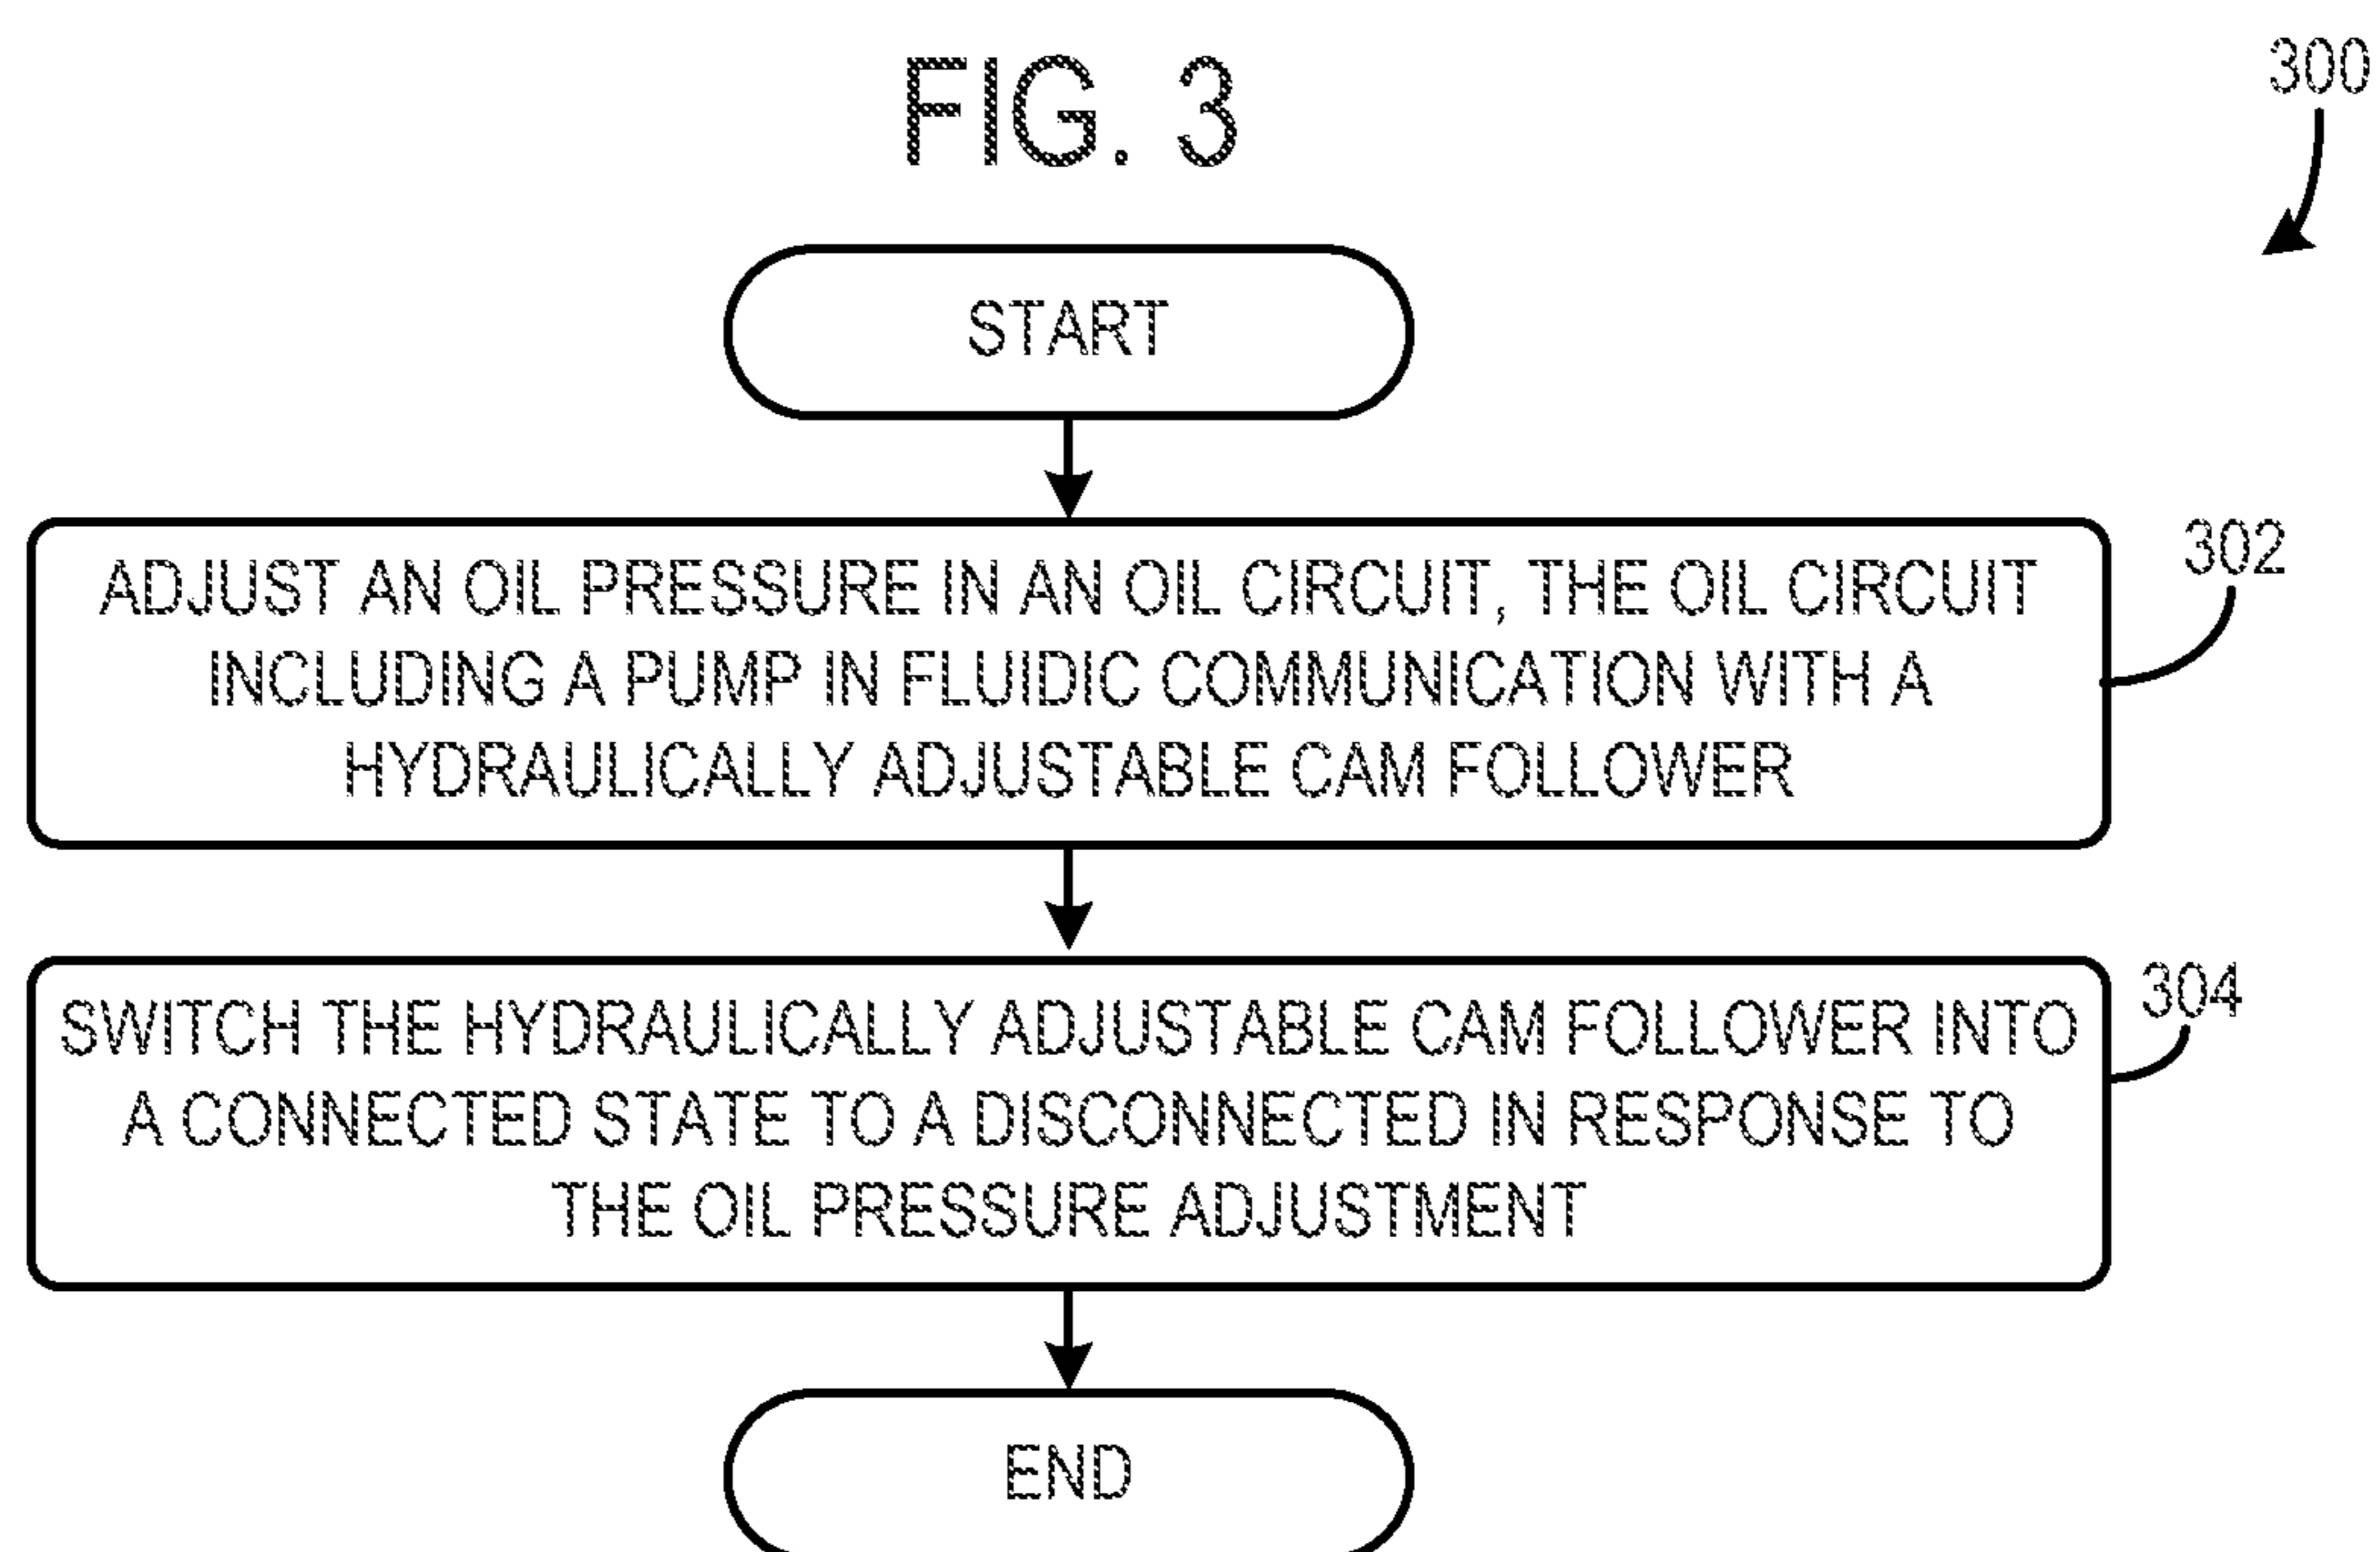 FIG. 3
300
START
ADJUST AN OIL PRESSURE IN AN OIL CIRCUIT, THE OIL CIRCUIT
INCLUDING A PUMP IN FLUIDIC COMMUNICATION WITH A
HYDRAULICALLY ADJUSTABLE CAM FOLLOWER
302
SWITCH THE HYDRAULICALLY ADJUSTABLE CAM FOLLOWER INTO
A CONNECTED STATE TO A DISCONNECTED IN RESPONSE TO
THE OIL PRESSURE ADJUSTMENT
304
END